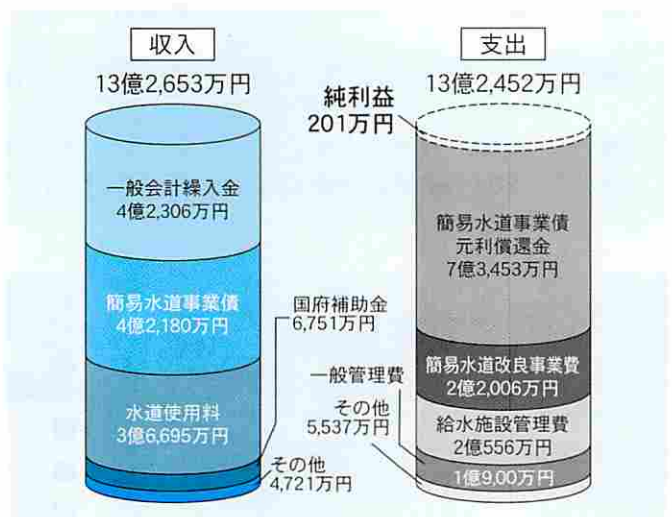 収入
13億2,653万円
一般会計繰入金
4億2,306万円
簡易水道事業債
4億2,180万円
水道使用料
3億6,695万円
国府補助金
6,751万円
その他
4,721万円
支出
13億2,452万円
純利益
201万円
簡易水道事業債
元利償還金
7億3,453万円
簡易水道改良事業費
2億2,006万円
給水施設管理費
2億556万円
一般管理費
1億9,00万円
その他
5,537万円